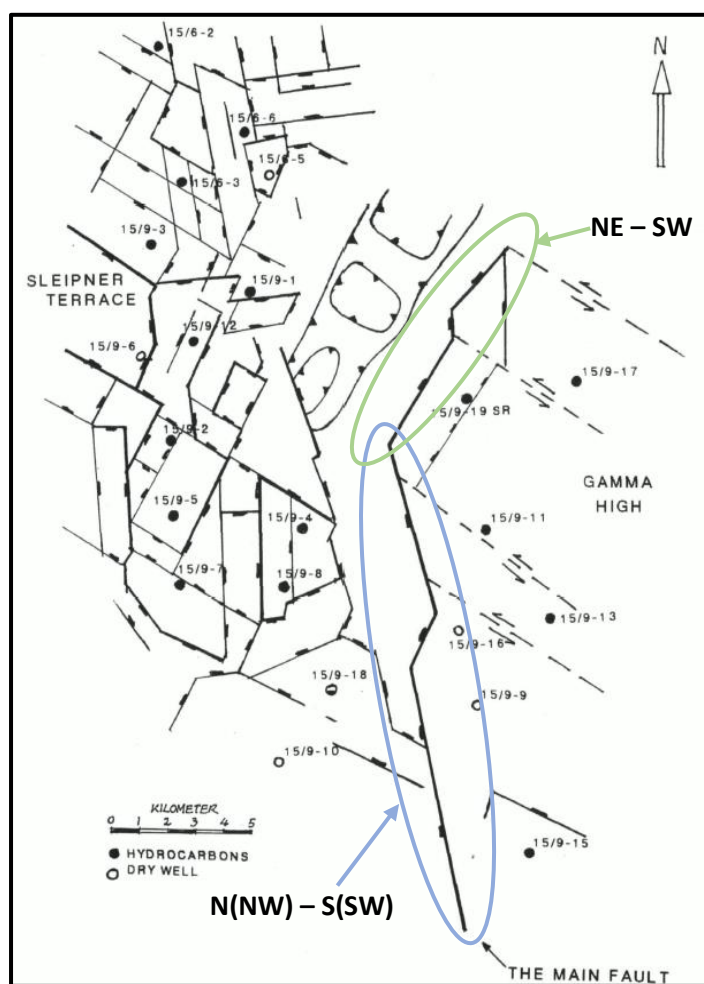 15/6-2
N
15/6-6
15/6-5
15/6-3
NE – SW
15/9-3
SLEIPNER
TERRACE
15/9-1
15/9-12
15/9-6
15/9-17
15/9-19 SR
15/9-2
GAMMA
HIGH
15/9-5
15/9-4
15/9-11
15/9-7
15/9-8
15/9-13
15/9-16
15/9-18
15/9-9
15/9-10
KILOMETER
0 1 2 3 4 5
HYDROCARBONS
DRY WELL
15/9-15
N(NW) – S(SW)
THE MAIN FAULT